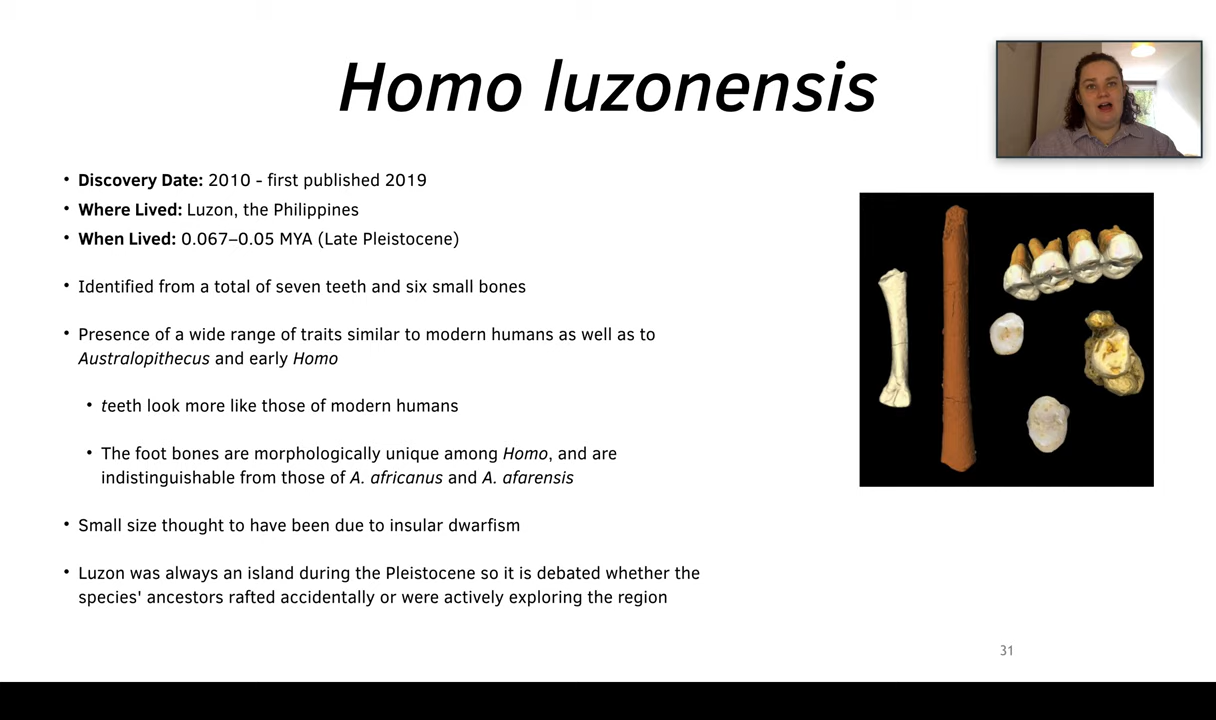 Homo luzonensis
• Discovery Date: 2010 - first published 2019
• Where Lived: Luzon, the Philippines
• When Lived: 0.067–0.05 MYA (Late Pleistocene)
• Identified from a total of seven teeth and six small bones
• Presence of a wide range of traits similar to modern humans as well as to
Australopithecus and early Homo
• teeth look more like those of modern humans
• The foot bones are morphologically unique among Homo, and are
indistinguishable from those of A. africanus and A. afarensis
• Small size thought to have been due to insular dwarfism
• Luzon was always an island during the Pleistocene so it is debated whether the
species' ancestors rafted accidentally or were actively exploring the region
31